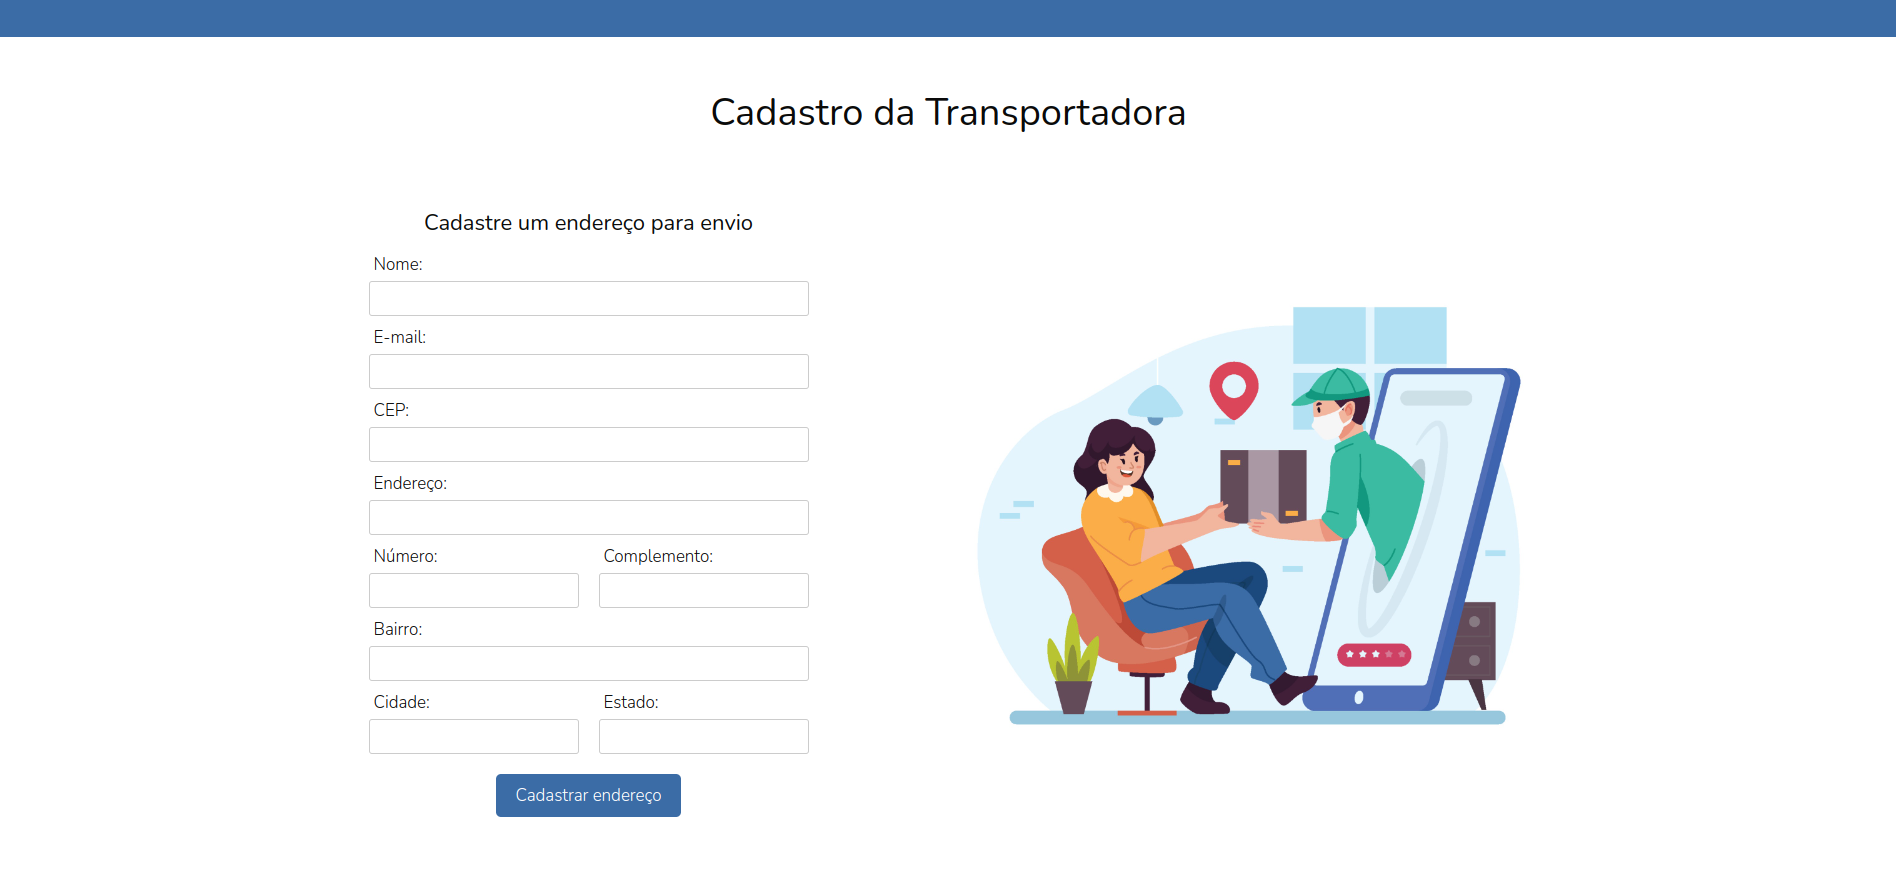 Cadastro da Transportadora
Cadastre um endereço para envio
Nome:
E-mail:
CEP:
Endereço:
Número: Complemento:
Bairro:
Cidade: Estado:
Cadastrar endereço